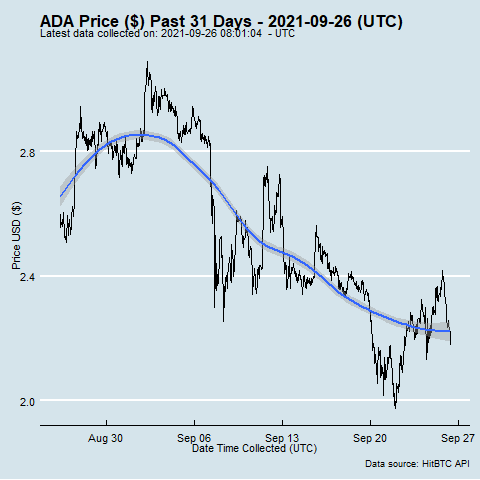 ADA Price ($) Past 31 Days - 2021-09-26 (UTC)
Latest data collected on: 2021-09-26 08:01:04 - UTC
2.8
2.4
2.0
Price USD ($)
Aug 30 Sep 06 Sep 13 Sep 20 Sep 27
Date Time Collected (UTC)
Data source: HitBTC API